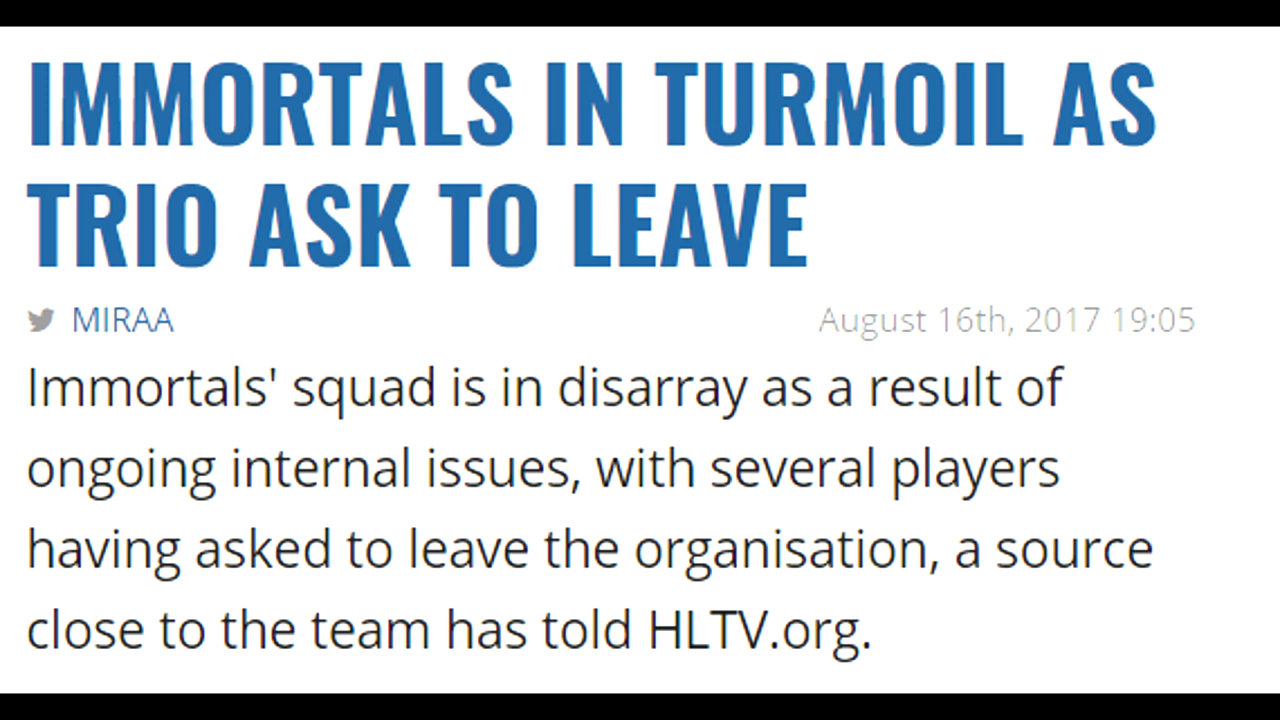 IMMORTALS IN TURMOIL AS
TRIO ASK TO LEAVE
MIRAA August 16th, 2017 19:05
Immortals' squad is in disarray as a result of
ongoing internal issues, with several players
having asked to leave the organisation, a source
close to the team has told HLTV.org.